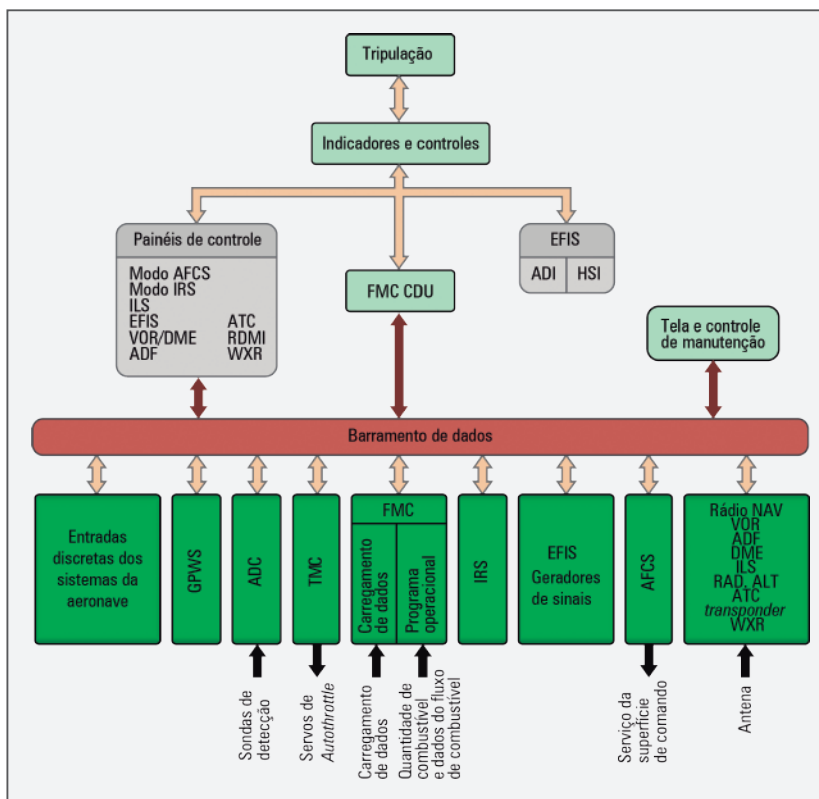 Tripulação
Indicadores e controles
Painéis de controle
Modo AFCS
Modo IRS
ILS
EFIS ATC
VOR/DME RDMI
ADF WXR
FMC CDU
EFIS
ADI HSI
Tela e controle
de manutenção
Barramento de dados
Entradas
discretas dos
sistemas da
aeronave
GPWS
ADC
TMC
FMC
Carregamento
de dados
Programa
operacional
IRS
EFIS
Geradores
de sinais
AFCS
Rádio NAV
VOR
ADF
DME
ILS
RAD. ALT
ATC
transponder
WXR
Sondas de
detecção
Servos de
Autothrottle
Carregamento
de dados
Quantidade de
combustível
e dados do fluxo
de combustível
Serviço da
superfície
de comando
Antena